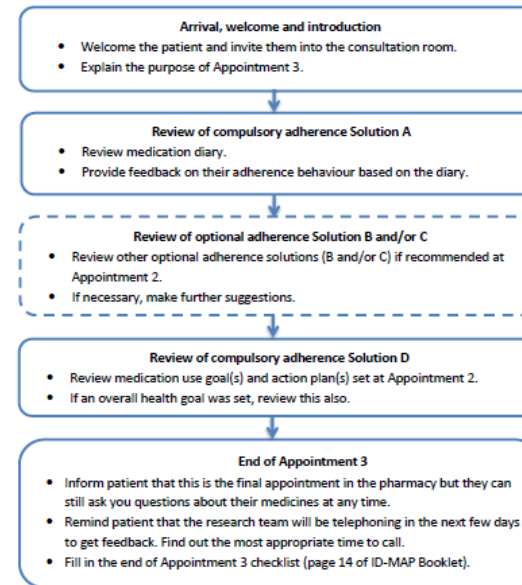 Arrival, welcome and introduction
• Welcome the patient and invite them into the consultation room.
• Explain the purpose of Appointment 3.
Review of compulsory adherence Solution A
• Review medication diary.
• Provide feedback on their adherence behaviour based on the diary.
Review of optional adherence Solution B and/or C
• Review other optional adherence solutions (B and/or C) if recommended at
Appointment 2.
• If necessary, make further suggestions.
Review of compulsory adherence Solution D
• Review medication use goal(s) and action plan(s) set at Appointment 2.
• If an overall health goal was set, review this also.
End of Appointment 3
• Inform patient that this is the final appointment in the pharmacy but they can
still ask you questions about their medicines at any time.
• Remind patient that the research team will be telephoning in the next few days
to get feedback. Find out the most appropriate time to call.
• Fill in the end of Appointment 3 checklist (page 14 of ID-MAP Booklet).